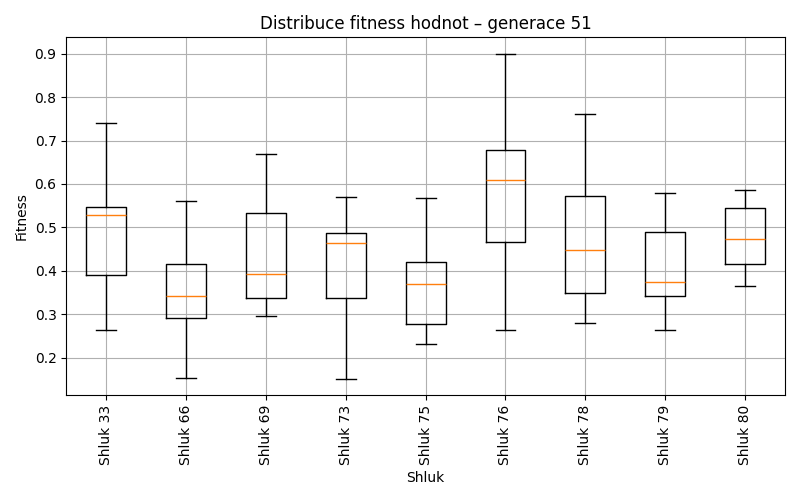 Distribuce fitness hodnot – generace 51
0.9
0.8
0.7
0.6
0.5
0.4
0.3
0.2
Fitness
Shluk 33
Shluk 66
Shluk 69
Shluk 73
Shluk 75
Shluk 76
Shluk 78
Shluk 79
Shluk 80
Shluk